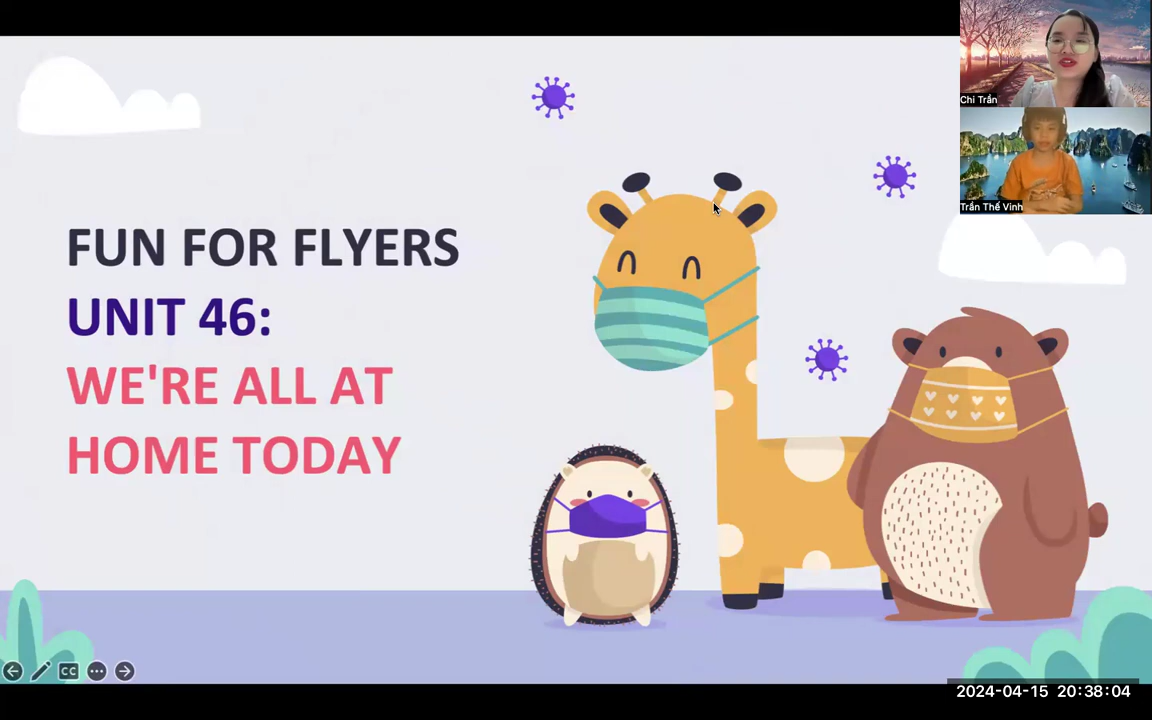 FUN FOR FLYERS
UNIT 46:
WE'RE ALL AT
HOME TODAY
Chi Trần
Trần Thế Vinh
CC
2024-04-15 20:38:04